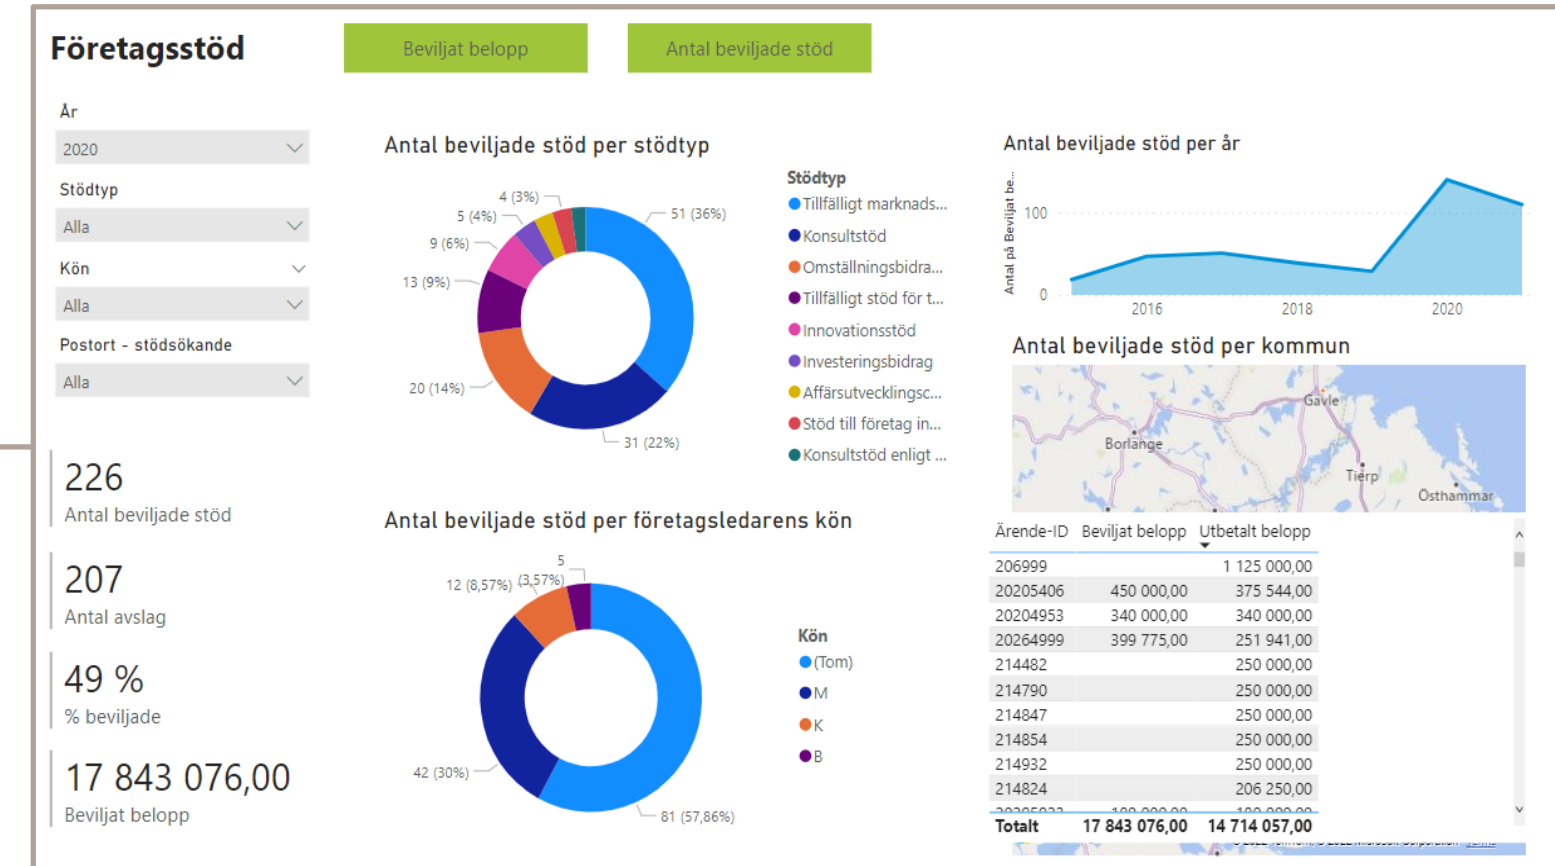 Företagsstöd
Beviljat belopp
Antal beviljade stöd
År
2020
Stödtyp
Alla
Kön
Alla
Postort - stödsökande
Alla
226
Antal beviljade stöd
207
Antal avslag
49 %
% beviljade
17 843 076,00
Beviljat belopp
Antal beviljade stöd per stödtyp
4 (3%)
5 (4%)
9 (6%)
13 (9%)
20 (14%)
51 (36%)
31 (22%)
Stödtyp
Tillfälligt marknads...
Konsultstöd
Omställningsbidra...
Tillfälligt stöd för t...
Innovationsstöd
Investeringsbidrag
Affärsutvecklingsc...
Stöd till företag in...
Konsultstöd enligt ...
Antal beviljade stöd per företagsledarens kön
5
(3,57%)
12 (8,57%)
42 (30%)
81 (57,86%)
Kön
(Tom)
M
K
B
Antal beviljade stöd per år
Antal på Beviljat be...
100
0
2016
2018
2020
Antal beviljade stöd per kommun
Gävle
Borlänge
Tierp
Östhammar
Ärende-ID Beviljat belopp Utbetalt belopp
206999 1 125 000,00
20205406 450 000,00 375 544,00
20204953 340 000,00 340 000,00
20264999 399 775,00 251 941,00
214482 250 000,00
214790 250 000,00
214847 250 000,00
214854 250 000,00
214932 250 000,00
214824 206 250,00
Totalt 17 843 076,00 14 714 057,00